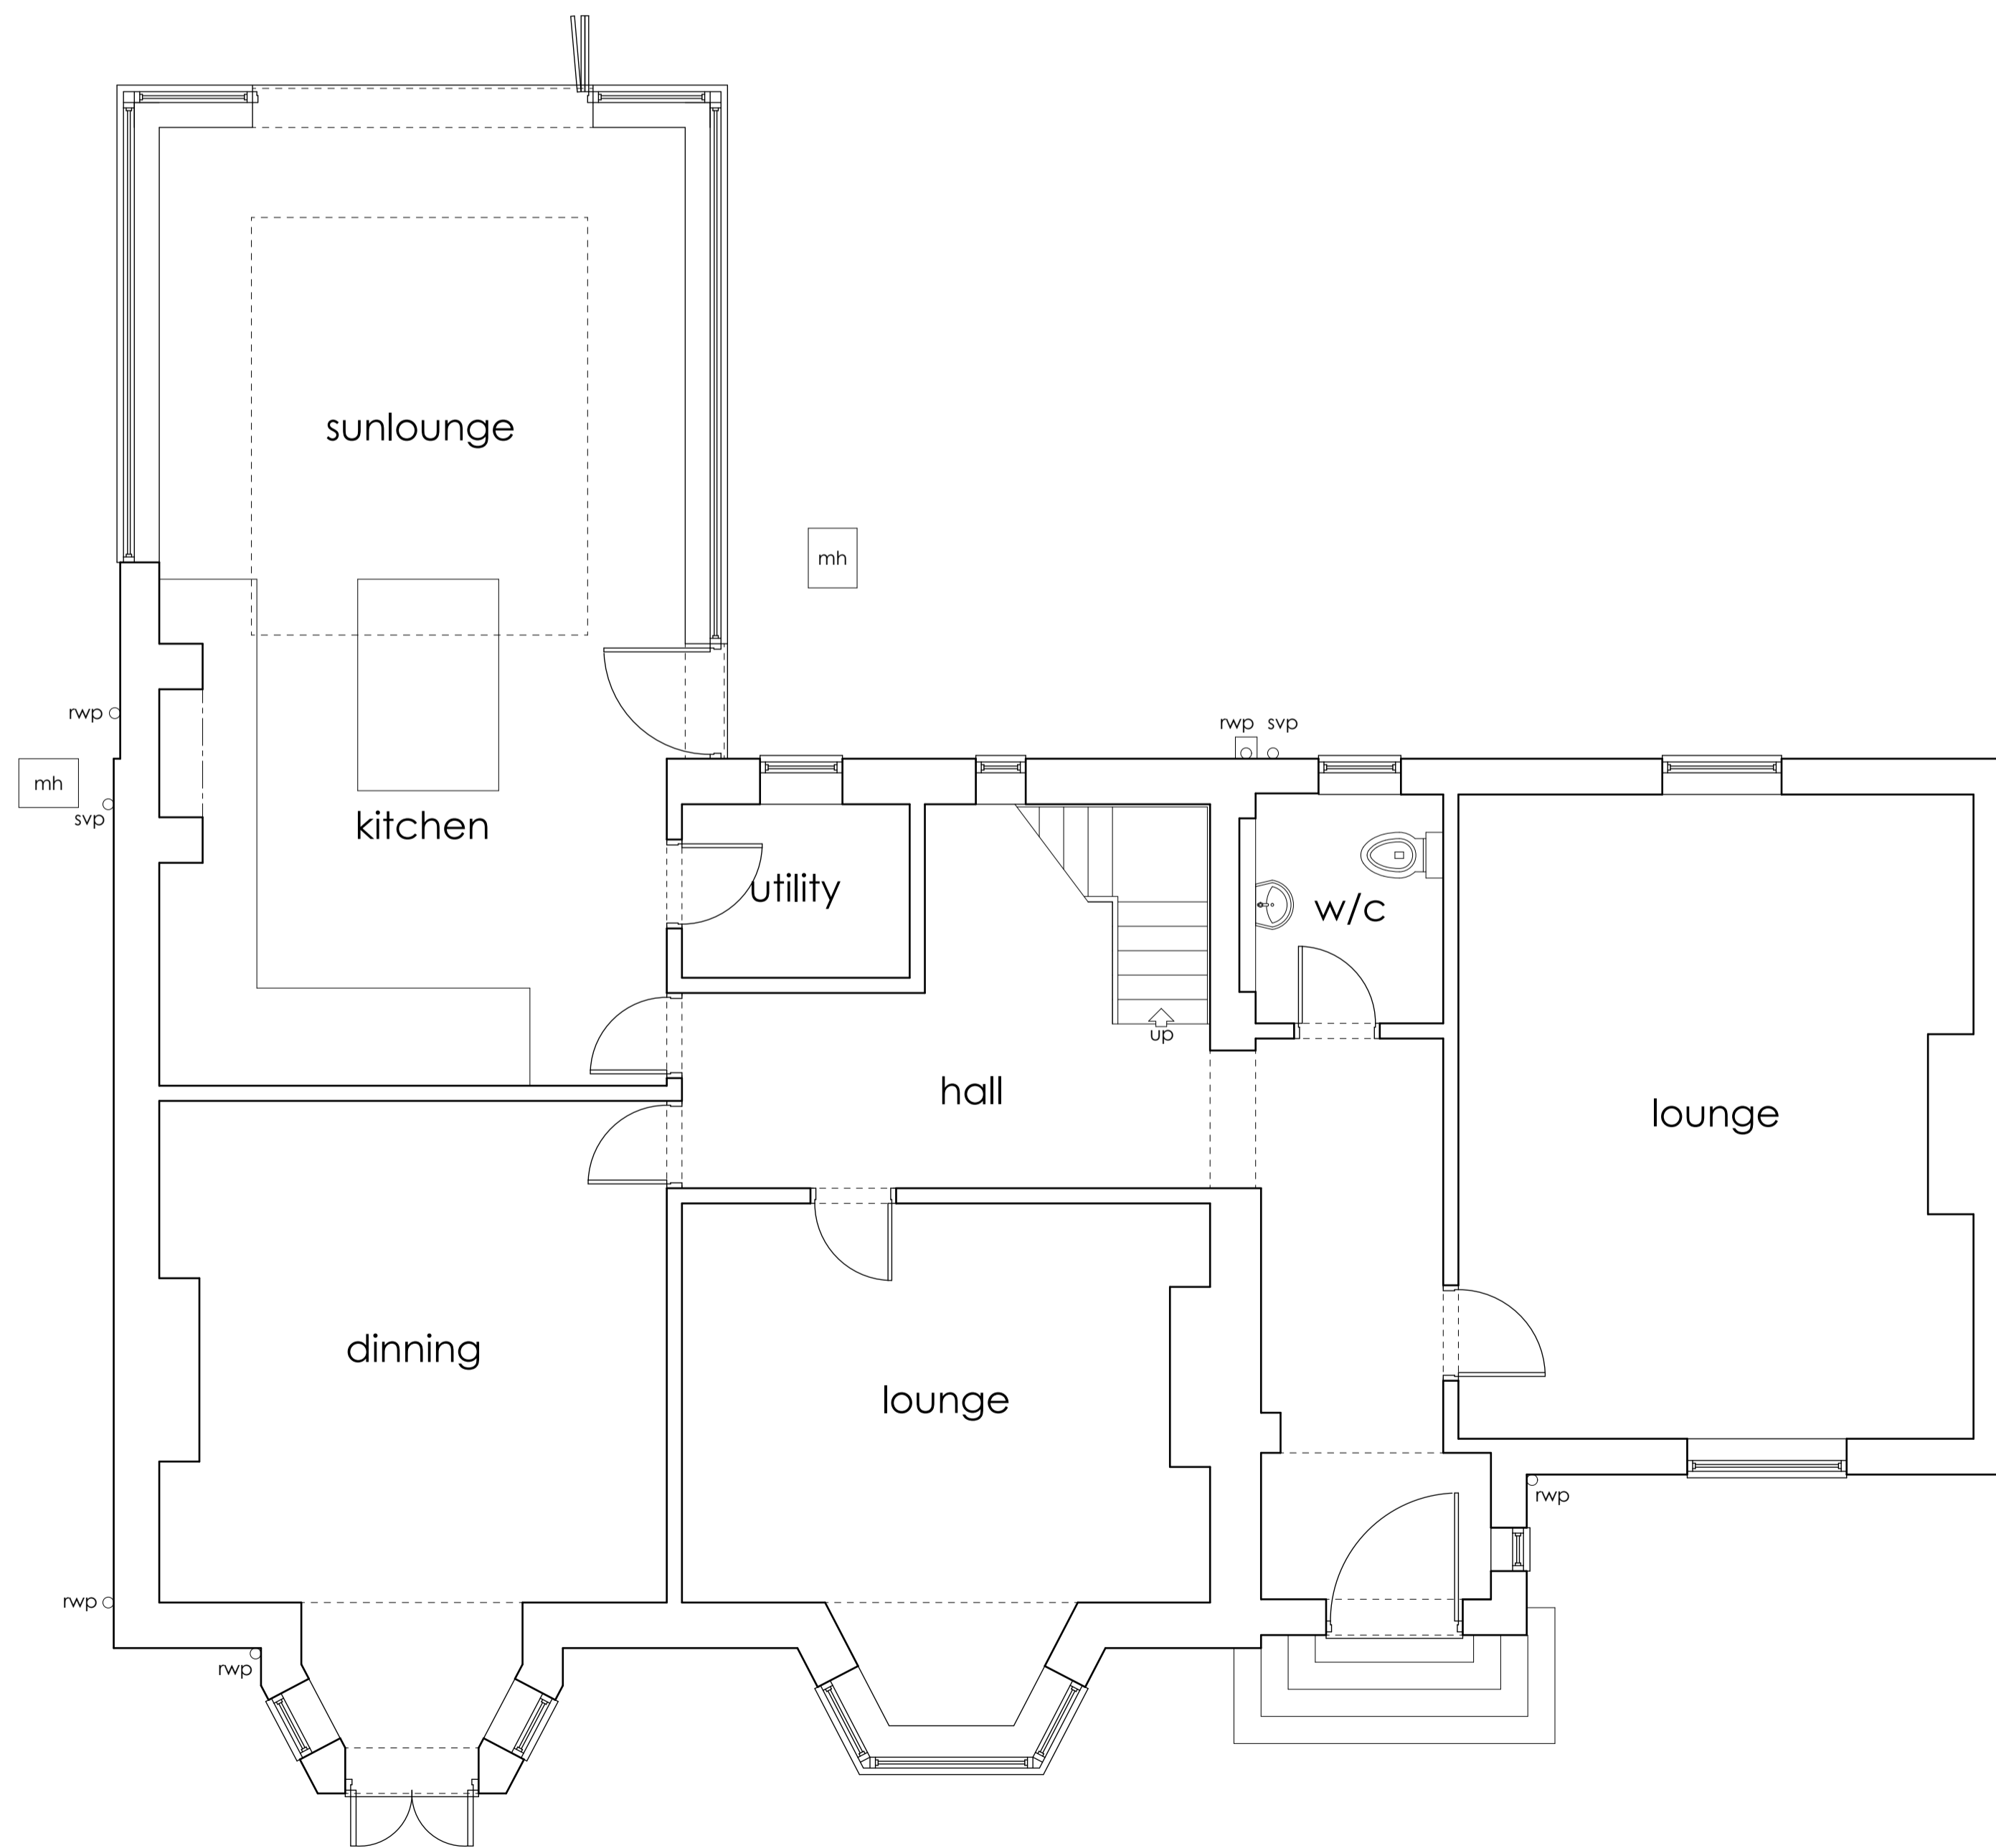 sunlounge
mh
rwp
rwp svp
mh
svp
kitchen
utility
w/c
up
hall
lounge
dinning
lounge
rwp
rwp
rwp